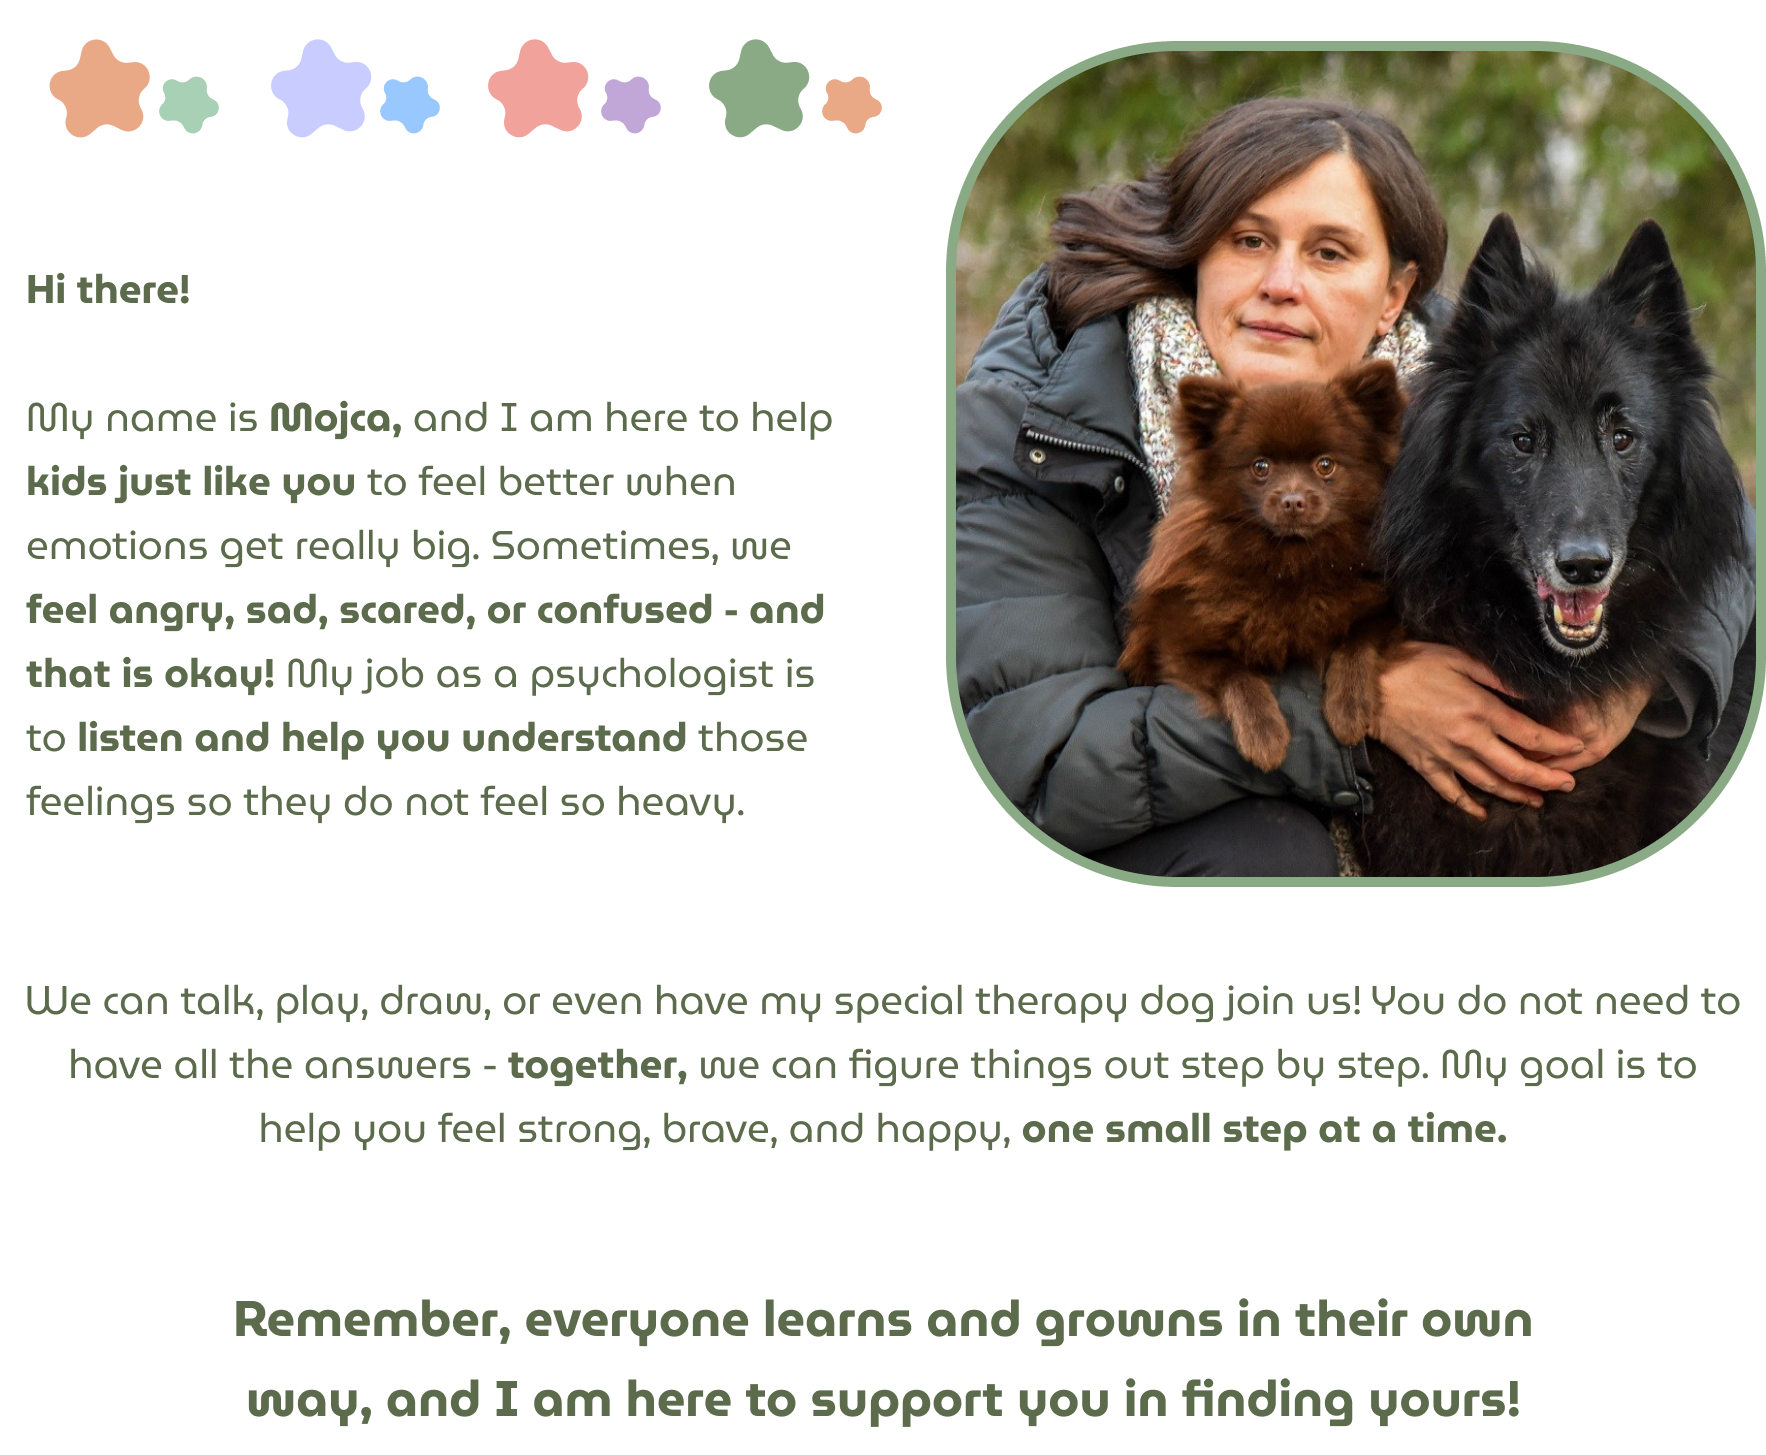 Hi there!
My name is Mojca, and I am here to help
kids just like you to feel better when
emotions get really big. Sometimes, we
feel angry, sad, scared, or confused - and
that is okay! My job as a psychologist is
to listen and help you understand those
feelings so they do not feel so heavy.
We can talk, play, draw, or even have my special therapy dog join us! You do not need to
have all the answers - together, we can figure things out step by step. My goal is to
help you feel strong, brave, and happy, one small step at a time.
Remember, everyone learns and growns in their own
way, and I am here to support you in finding yours!